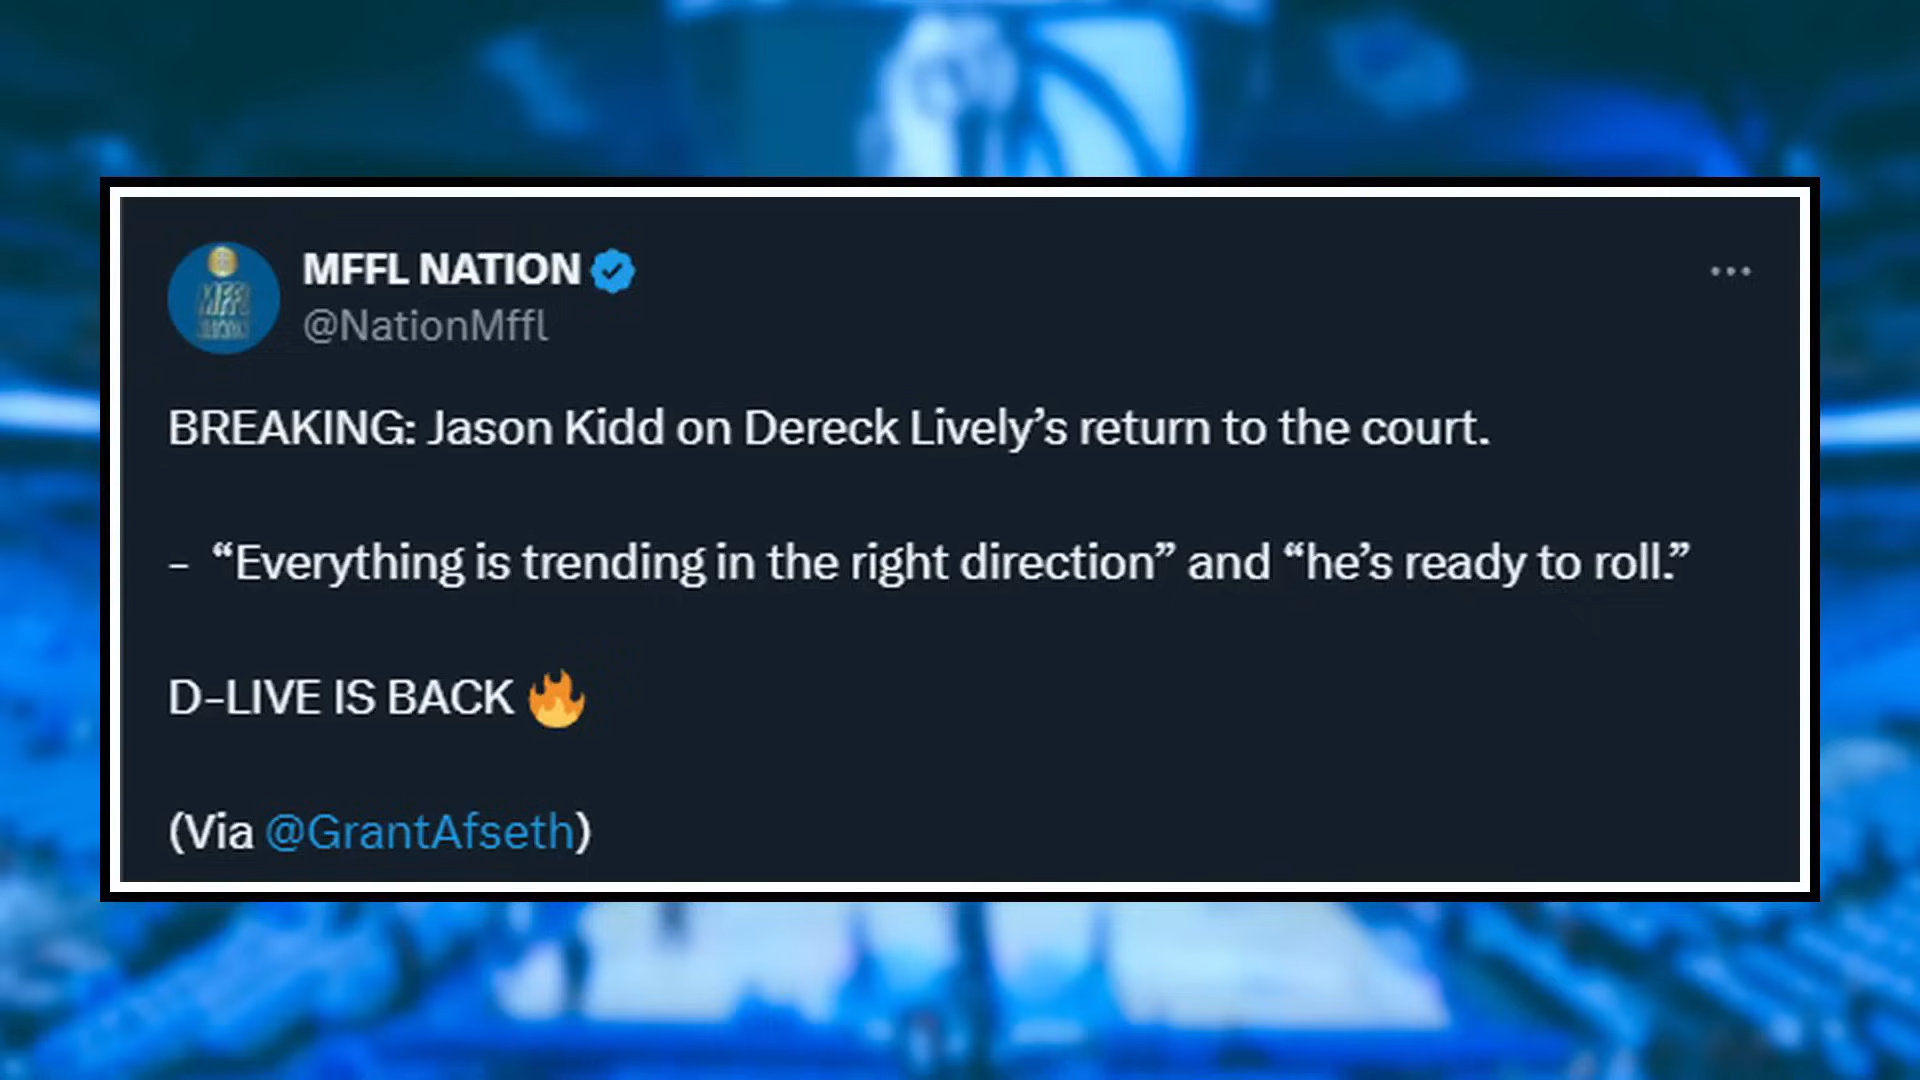 MFFL NATION
@NationMffl
BREAKING: Jason Kidd on Dereck Lively’s return to the court.
- “Everything is trending in the right direction” and “he’s ready to roll.”
D-LIVE IS BACK 🔥
(Via @GrantAfseth)
MFFL